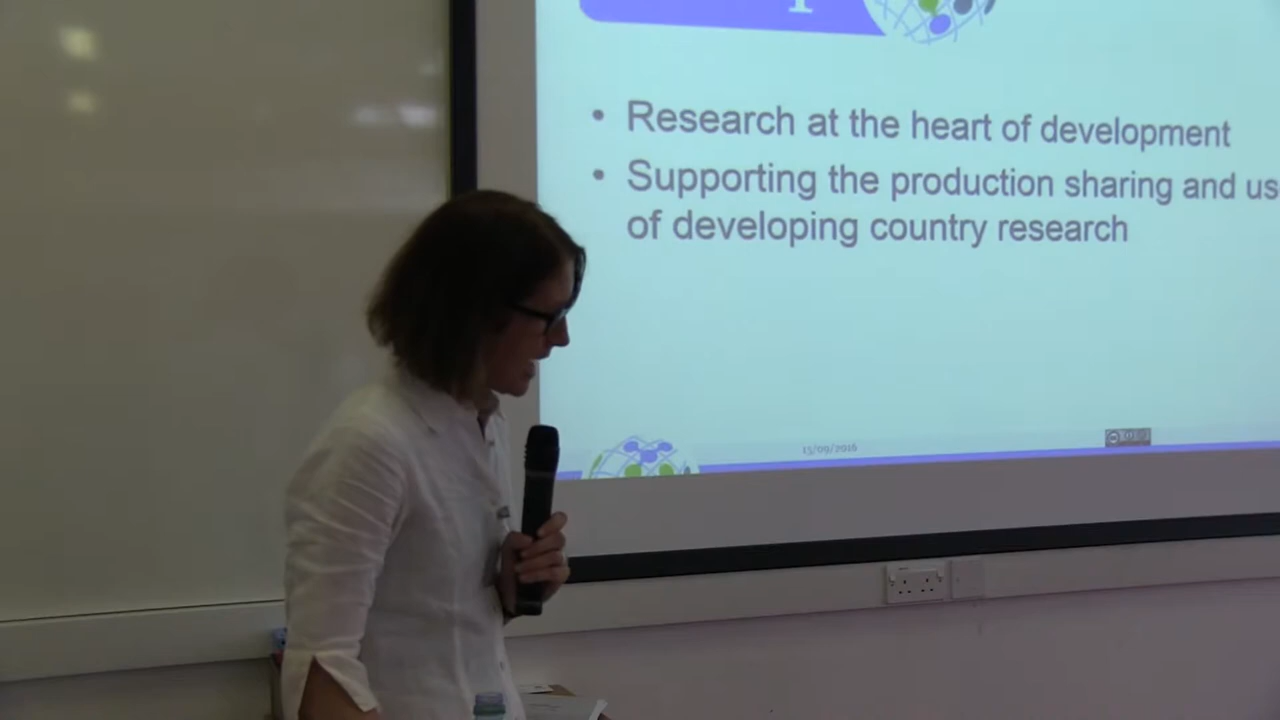 • Research at the heart of development
• Supporting the production sharing and us
of developing country research
15/09/2016